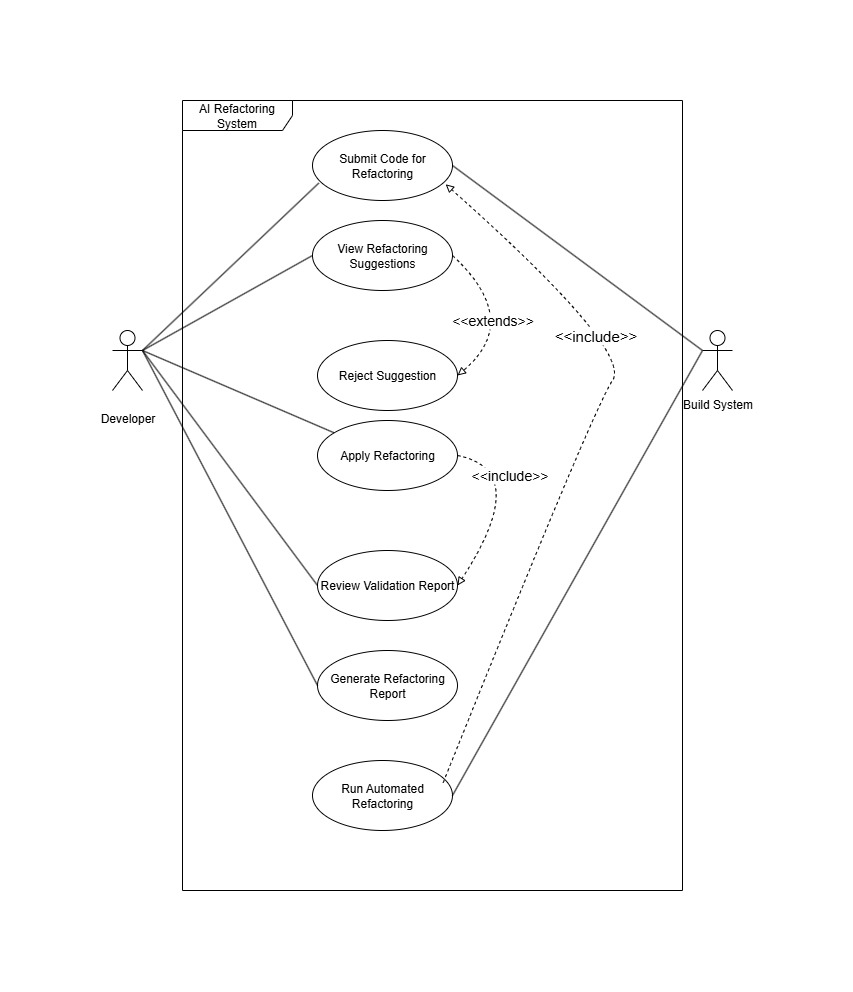 AI Refactoring
System
Submit Code for
Refactoring
View Refactoring
Suggestions
<<extends>>
<<include>>
Reject Suggestion
Developer
Build System
Apply Refactoring
<<include>>
Review Validation Report
Generate Refactoring
Report
Run Automated
Refactoring